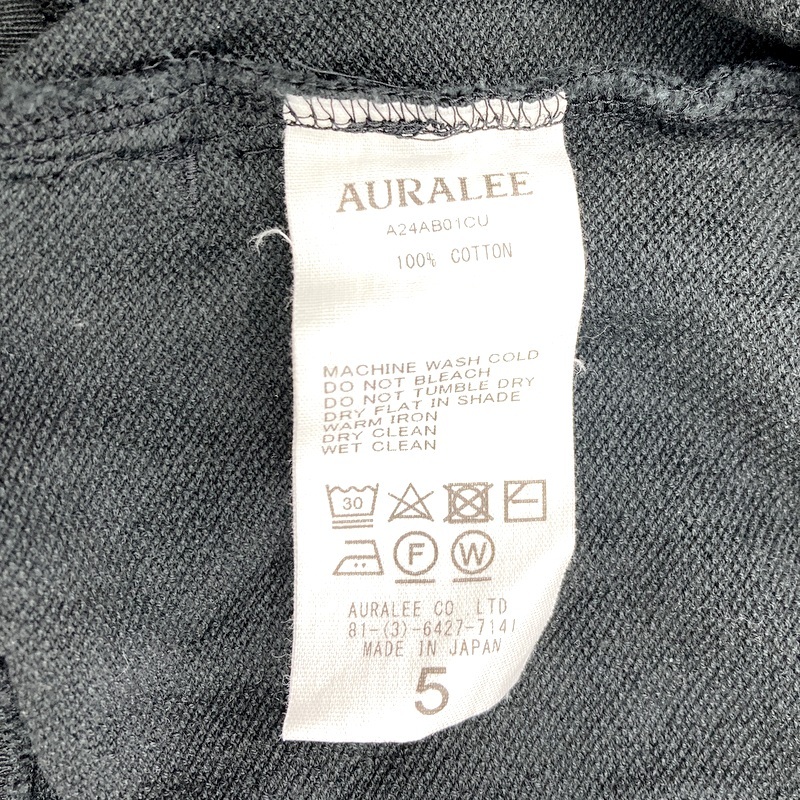 AURALEE
A24AB01CU
100% COTTON
MACHINE WASH COLD
DO NOT BLEACH
DO NOT TUMBLE DRY
DRY FLAT IN SHADE
WARM IRON
DRY CLEAN
WET CLEAN
30
F W
AURALEE CO.,LTD
81-(3)-6427-7141
MADE IN JAPAN
5